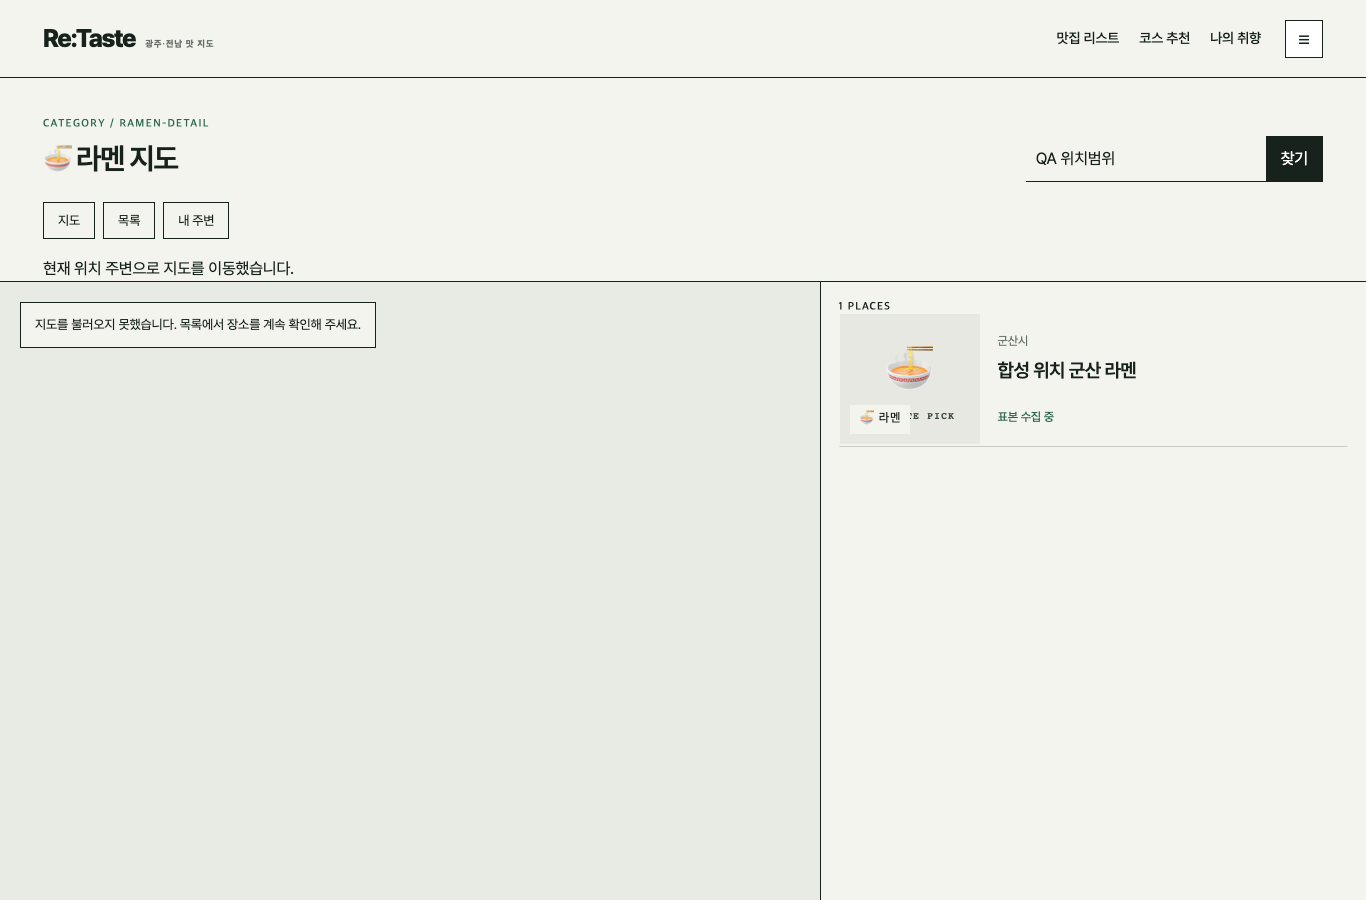 Re:Taste 광주·전남 맛 지도
맛집 리스트 코스 추천 나의 취향
CATEGORY / RAMEN-DETAIL
라멘 지도
QA 위치범위 찾기
지도 목록 내 주변
현재 위치 주변으로 지도를 이동했습니다.
지도를 불러오지 못했습니다. 목록에서 장소를 계속 확인해 주세요.
1 PLACES
군산시
합성 위치 군산 라멘
라멘
PICK
표본 수집 중